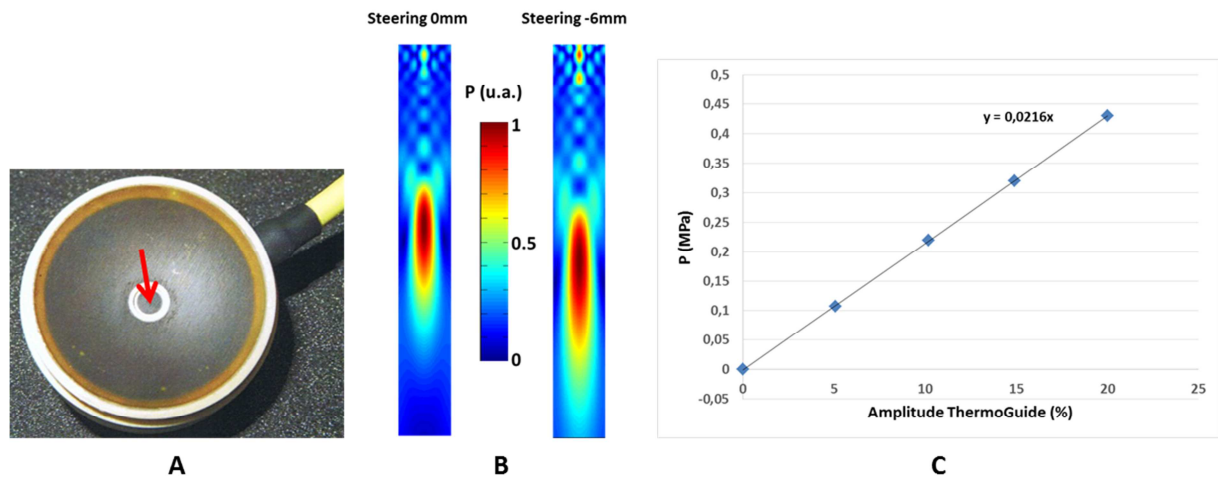 Steering 0mm
Steering -6mm
P (u.a.)
1
0.5
0
0,5
0,45
0,4
0,35
0,3
0,25
0,2
0,15
0,1
0,05
0
-0,05
P (MPa)
y = 0,0216x
0
5
10
15
20
25
Amplitude ThermoGuide (%)
A
B
C